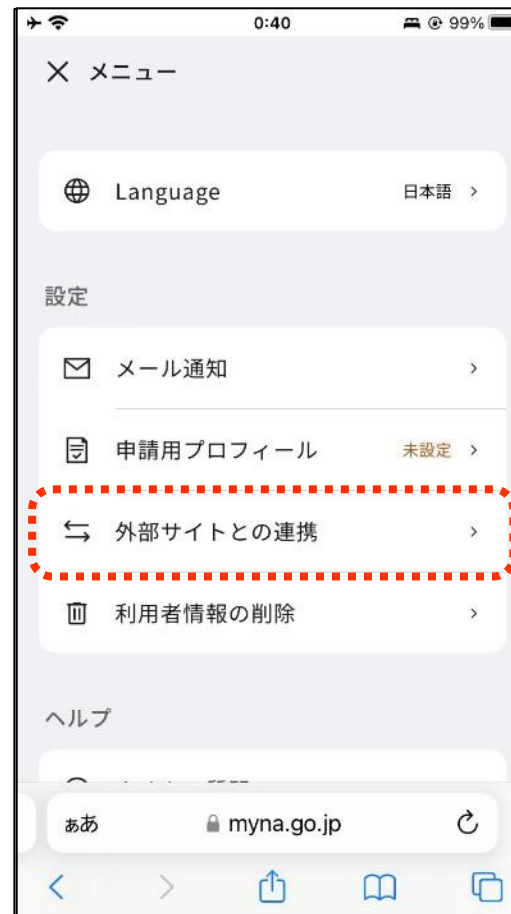 0:40 99%
メニュー
Language 日本語
設定
メール通知
申請用プロフィール 未設定
外部サイトとの連携
利用者情報の削除
ヘルプ
ぁあ myna.go.jp